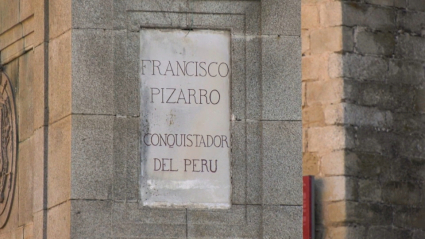 FRANCISCO
PIZARRO
CONQUISTADOR
DEL PERU